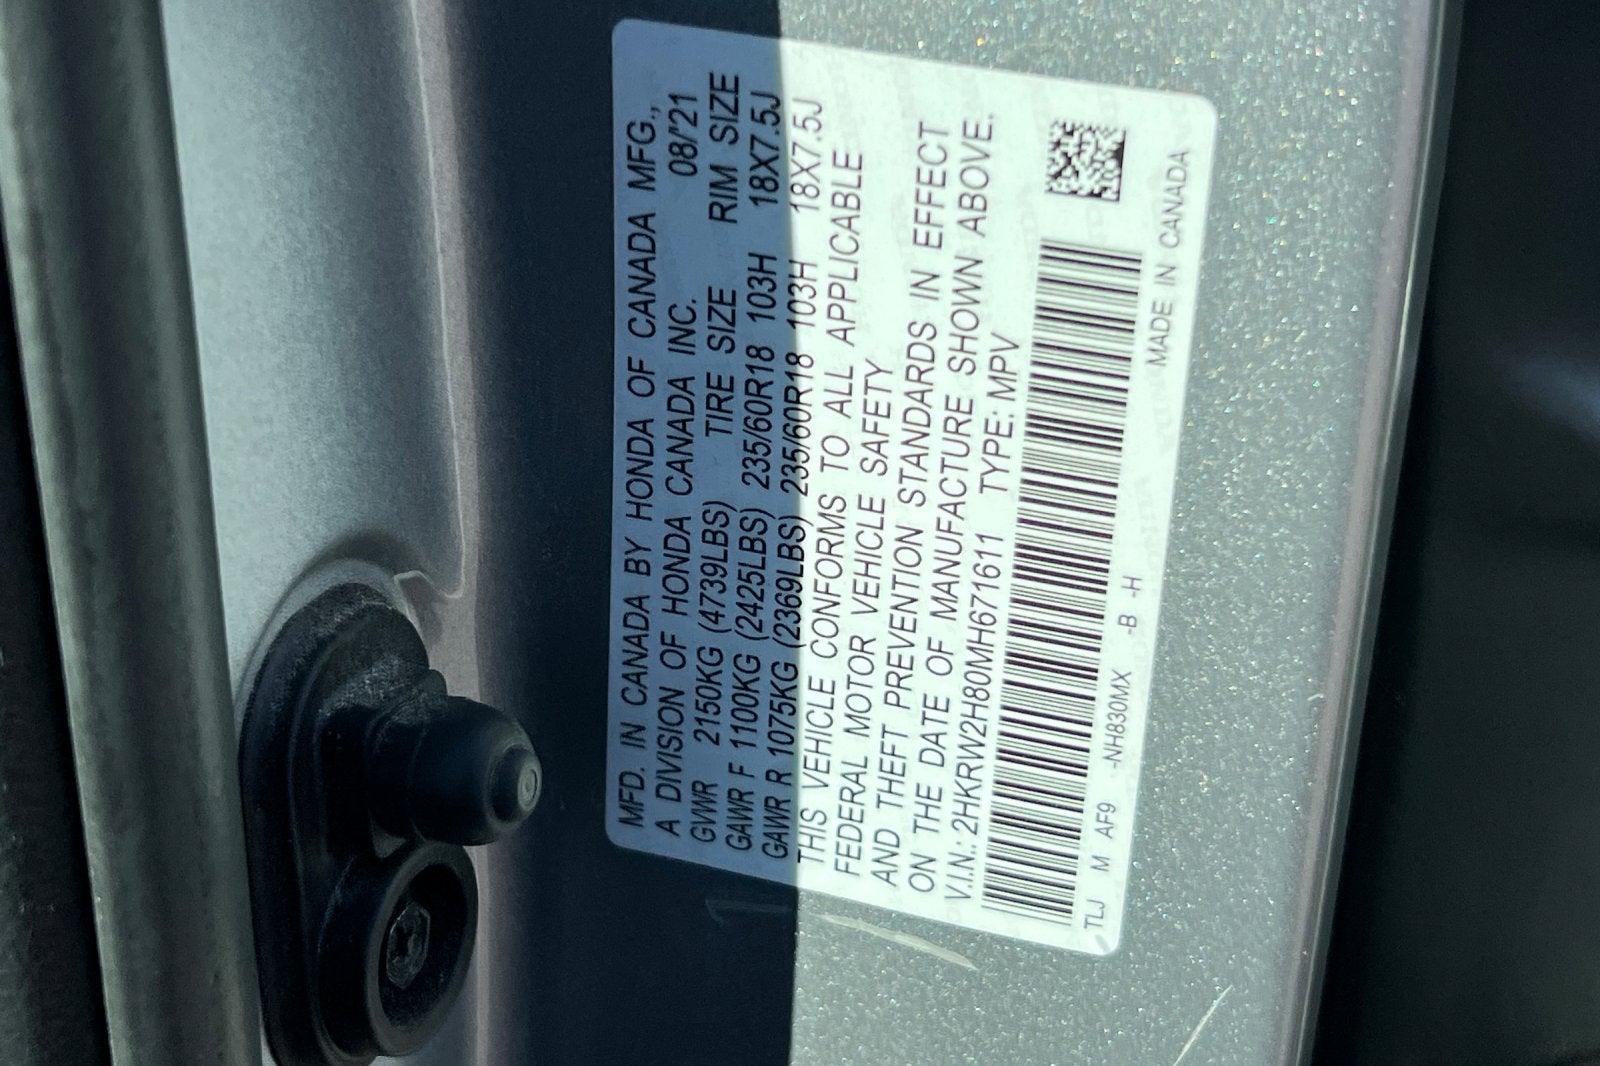 MFD. IN CANADA BY HONDA OF CANADA MFG.,
A DIVISION OF HONDA CANADA INC. 08/'21
GVWR 2150KG (4739LBS) TIRE SIZE RIM SIZE
GAWR F 1100KG (2425LBS) 235/60R18 103H 18X7.5J
GAWR R 1075KG (2369LBS) 235/60R18 103H 18X7.5J
THIS VEHICLE CONFORMS TO ALL APPLICABLE
FEDERAL MOTOR VEHICLE SAFETY
AND THEFT PREVENTION STANDARDS IN EFFECT
ON THE DATE OF MANUFACTURE SHOWN ABOVE.
V.I.N.: 2HKRW2H80MH671611 TYPE: MPV
TLJ M AF9 -NH830MX -B -H
MADE IN CANADA